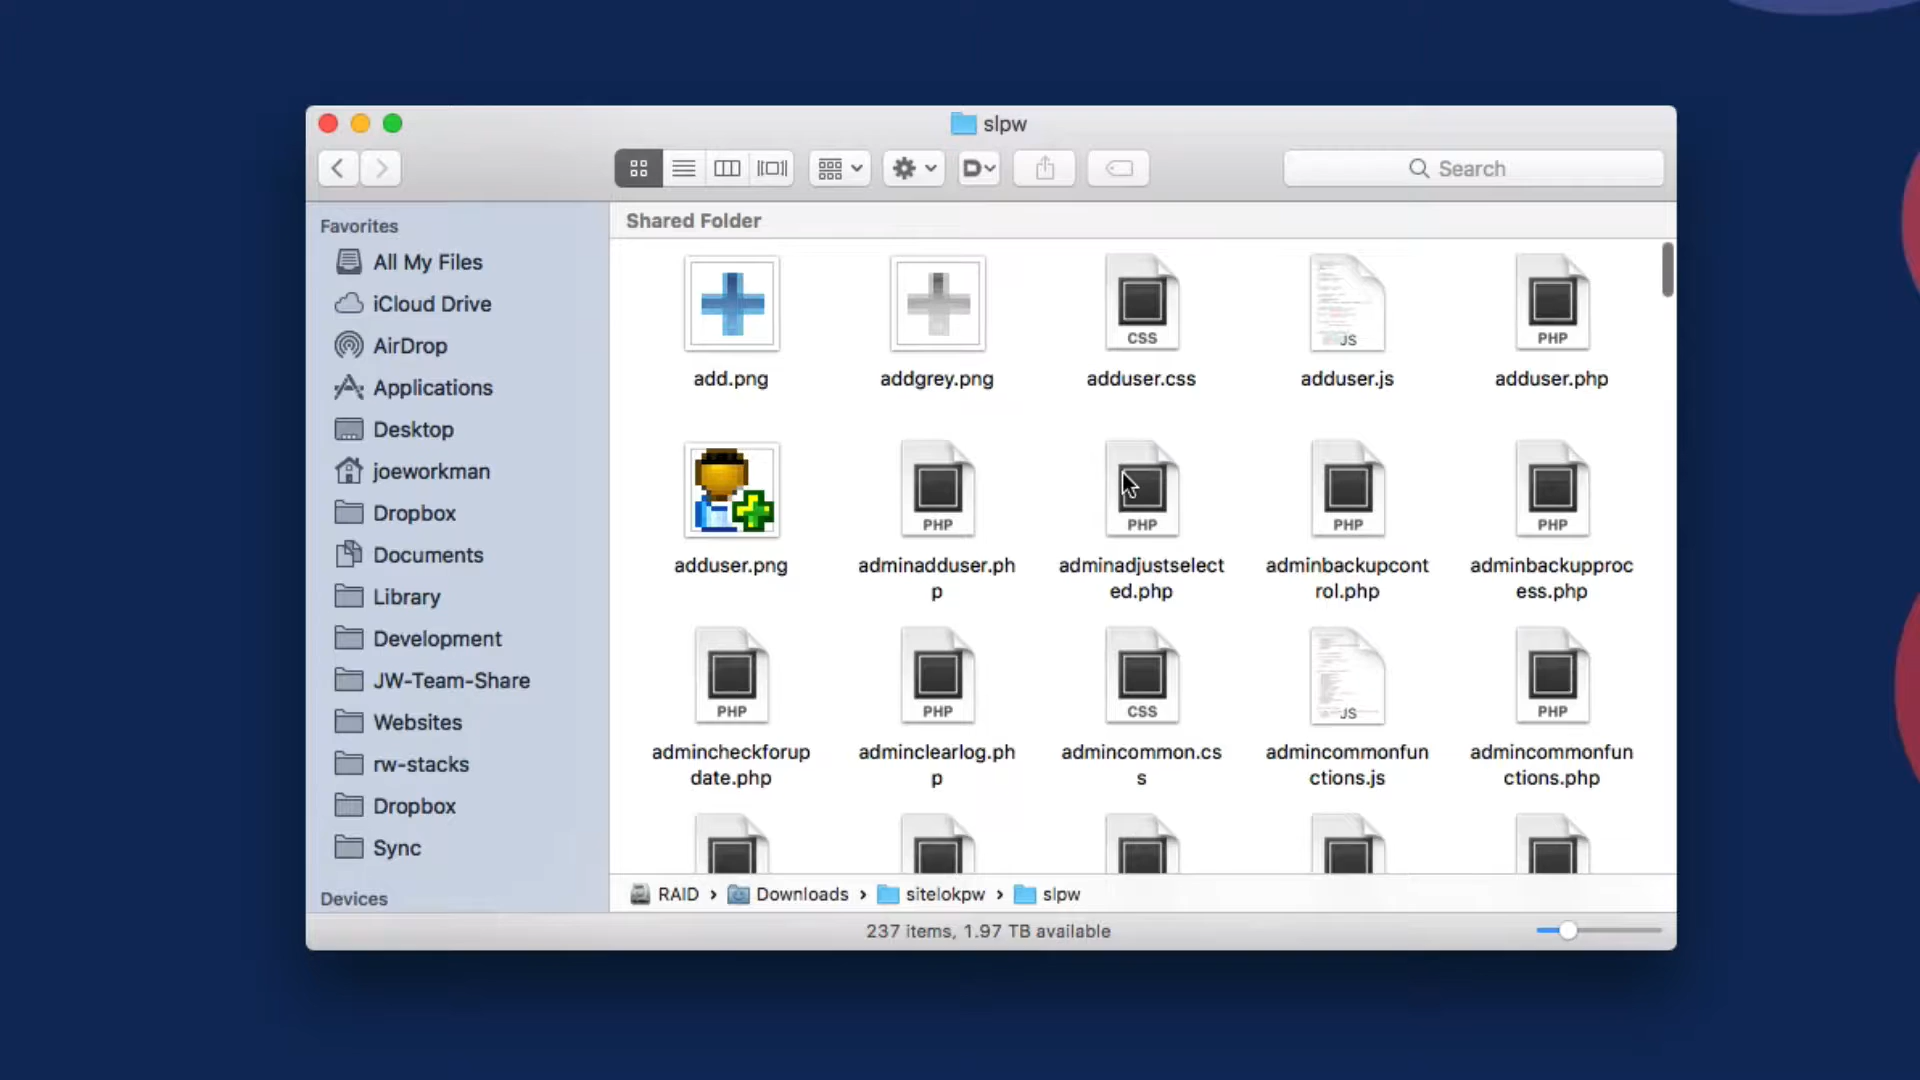 slpw
Search
Favorites
All My Files
iCloud Drive
AirDrop
Applications
Desktop
joeworkman
Dropbox
Documents
Library
Development
JW-Team-Share
Websites
rw-stacks
Dropbox
Sync
Devices
Shared Folder
CSS
JS
PHP
add.png
addgrey.png
adduser.css
adduser.js
adduser.php
PHP
PHP
PHP
PHP
adduser.png
adminadduser.ph
p
adminadjustselect
ed.php
adminbackupcont
rol.php
adminbackupproc
ess.php
PHP
PHP
CSS
JS
PHP
admincheckforup
date.php
adminclearlog.ph
p
admincommon.cs
s
admincommonfun
ctions.js
admincommonfun
ctions.php
RAID › Downloads › sitelokpw › slpw
237 items, 1.97 TB available